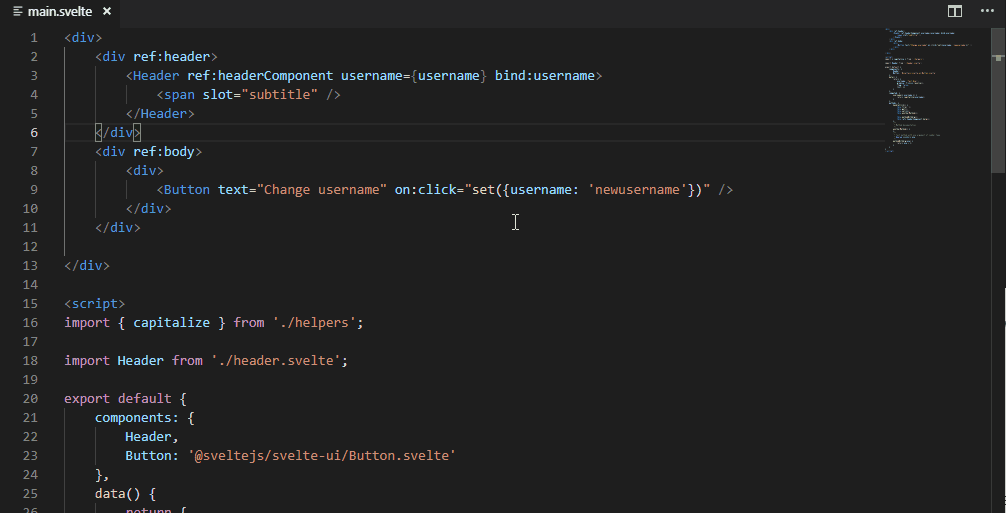 main.svelte ×
1 <div>
2 <div ref:header>
3 <Header ref:headerComponent username={username} bind:username>
4 <span slot="subtitle" />
5 </Header>
6 </div>
7 <div ref:body>
8 <div>
9 <Button text="Change username" on:click="set({username: 'newusername'})" />
10 </div>
11 </div>
12
13 </div>
14
15 <script>
16 import { capitalize } from './helpers';
17
18 import Header from './header.svelte';
19
20 export default {
21 components: {
22 Header,
23 Button: '@sveltejs/svelte-ui/Button.svelte'
24 },
25 data() {
26 return {